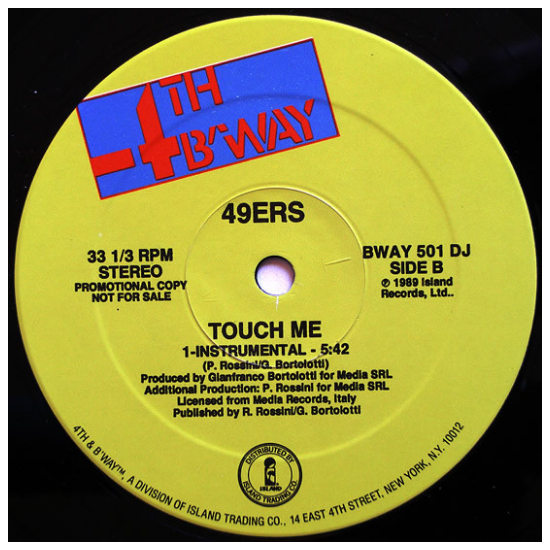 4TH
B'WAY
49ERS
33 1/3 RPM
STEREO
PROMOTIONAL COPY
NOT FOR SALE
BWAY 501 DJ
SIDE B
℗ 1989 Island
Records, Ltd..
TOUCH ME
1-INSTRUMENTAL - 5:42
(P. Rossini/G. Bortolotti)
Produced by Gianfranco Bortolotti for Media SRL
Additional Production: P. Rossini for Media SRL
Licensed from Media Records, Italy
Published by R. Rossini/G. Bortolotti
DISTRIBUTED BY
ISLAND
ISLAND TRADING CO.
4TH & B'WAY™, A DIVISION OF ISLAND TRADING CO., 14 EAST 4TH STREET, NEW YORK, N.Y. 10012